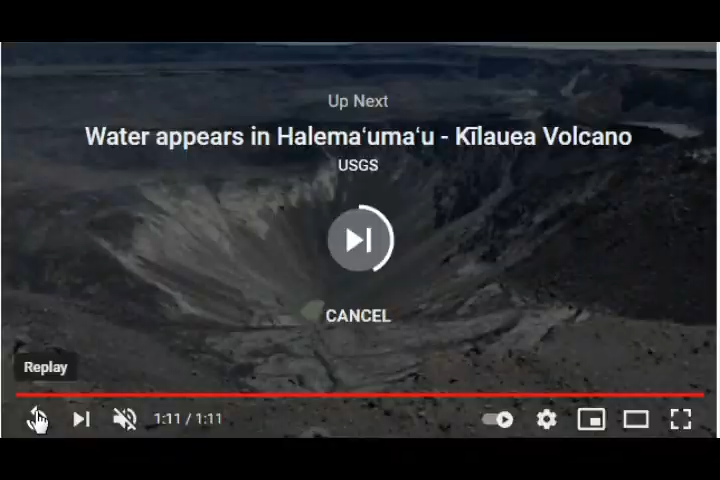 Up Next
Water appears in Halemaʻumaʻu - Kīlauea Volcano
USGS
CANCEL
Replay
1:11 / 1:11